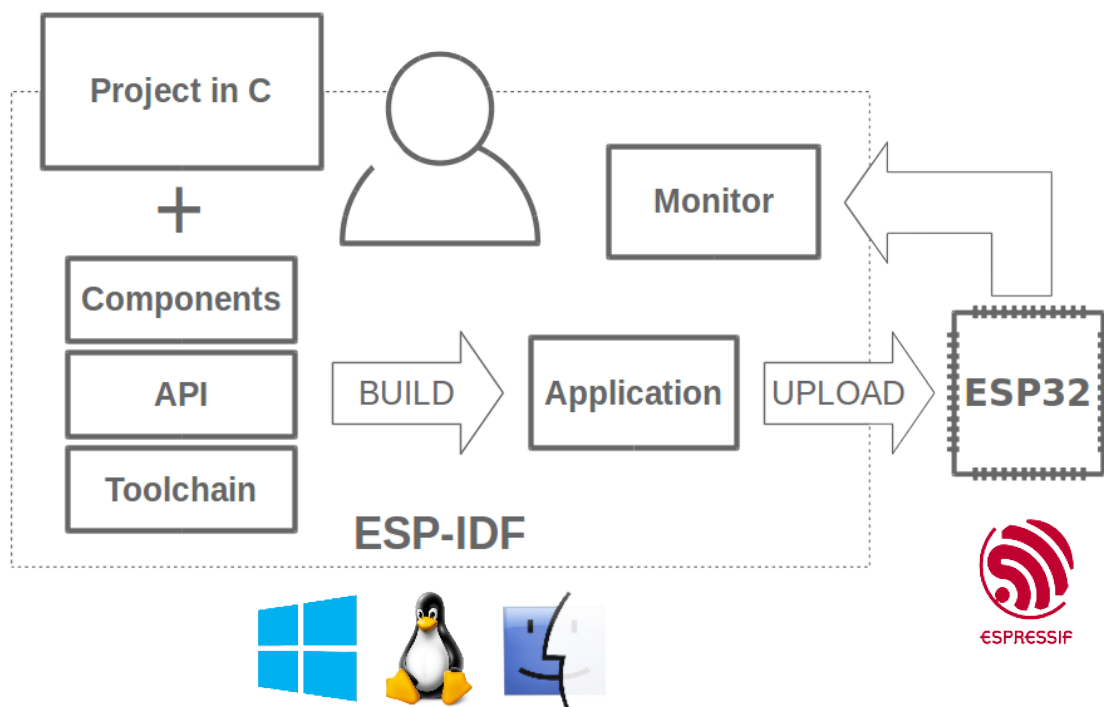 Project in C
+
Components
API
Toolchain
BUILD
Application
UPLOAD
Monitor
ESP32
ESP-IDF
ESPRESSIF